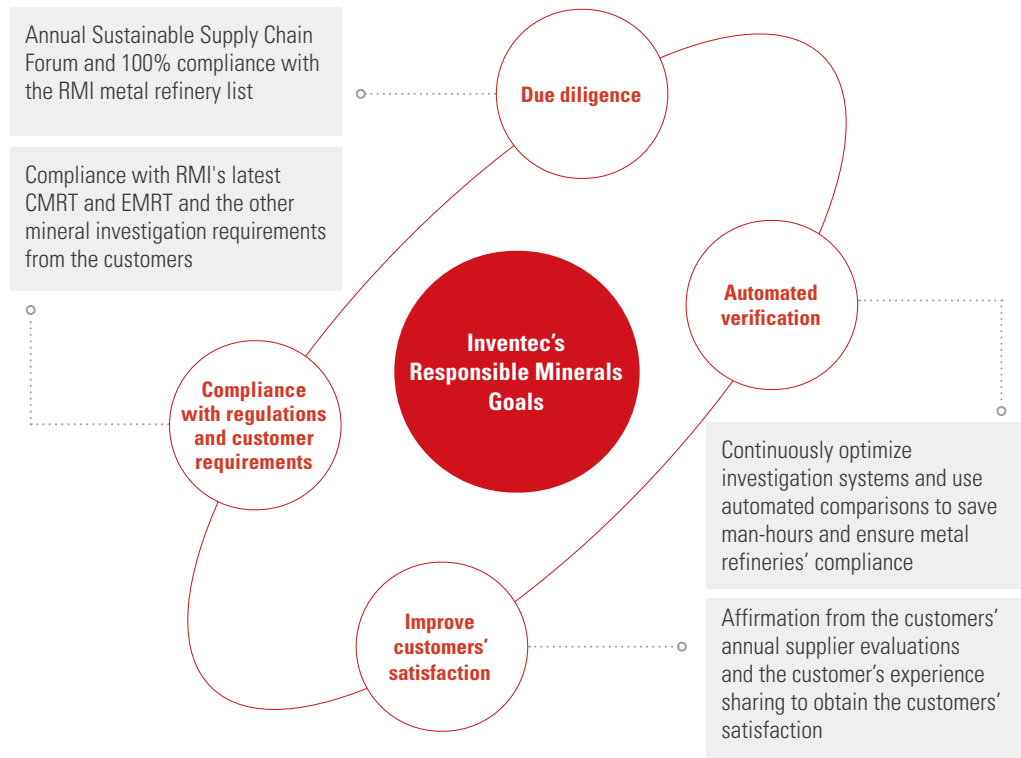 Annual Sustainable Supply Chain
Forum and 100% compliance with
the RMI metal refinery list
Due diligence
Compliance with RMI's latest
CMRT and EMRT and the other
mineral investigation requirements
from the customers
Automated
verification
Inventec’s
Responsible Minerals
Goals
Compliance
with regulations
and customer
requirements
Continuously optimize
investigation systems and use
automated comparisons to save
man-hours and ensure metal
refineries’ compliance
Improve
customers’
satisfaction
Affirmation from the customers’
annual supplier evaluations
and the customer’s experience
sharing to obtain the customers’
satisfaction